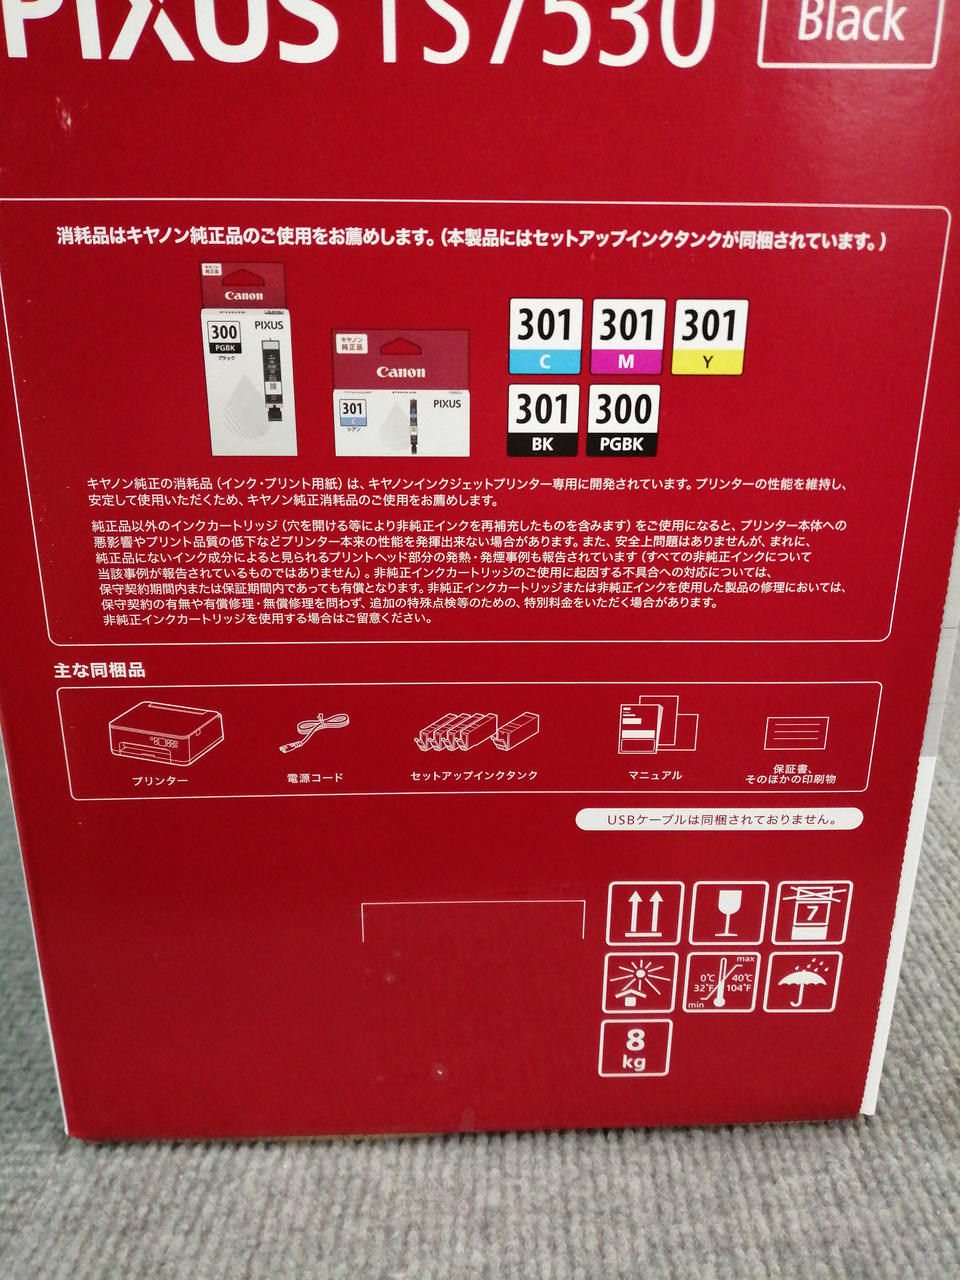 PIXUS TS7530
Black
消耗品はキヤノン純正品のご使用をお薦めします。(本製品にはセットアップインクタンクが同梱されています。)
キヤノン
純正品
Canon
300
PGBK
ブラック
PIXUS
キヤノン
純正品
Canon
301
C
シアン
PIXUS
301
C
301
M
301
Y
301
BK
300
PGBK
キヤノン純正の消耗品(インク・プリント用紙)は、キヤノンインクジェットプリンター専用に開発されています。プリンターの性能を維持し、
安定して使用いただくため、キヤノン純正消耗品のご使用をお薦めします。
純正品以外のインクカートリッジ(穴を開ける等により非純正インクを再補充したものを含みます)をご使用になると、プリンター本体への
悪影響やプリント品質の低下などプリンター本来の性能を発揮出来ない場合があります。また、安全上問題はありませんが、まれに、
純正品にないインク成分によると見られるプリントヘッド部分の発熱・発煙事例も報告されています(すべての非純正インクについて
当該事例が報告されているものではありません)。非純正インクカートリッジのご使用に起因する不具合への対応については、
保守契約期間内または保証期間内であっても有償となります。非純正インクカートリッジまたは非純正インクを使用した製品の修理においては、
保守契約の有無や有償修理・無償修理を問わず、追加の特殊点検等のための、特別料金をいただく場合があります。
非純正インクカートリッジを使用する場合はご留意ください。
主な同梱品
プリンター
電源コード
セットアップインクタンク
マニュアル
保証書、
そのほかの印刷物
USBケーブルは同梱されておりません。
7
max
0℃
40℃
32°F
104°F
min
8
kg